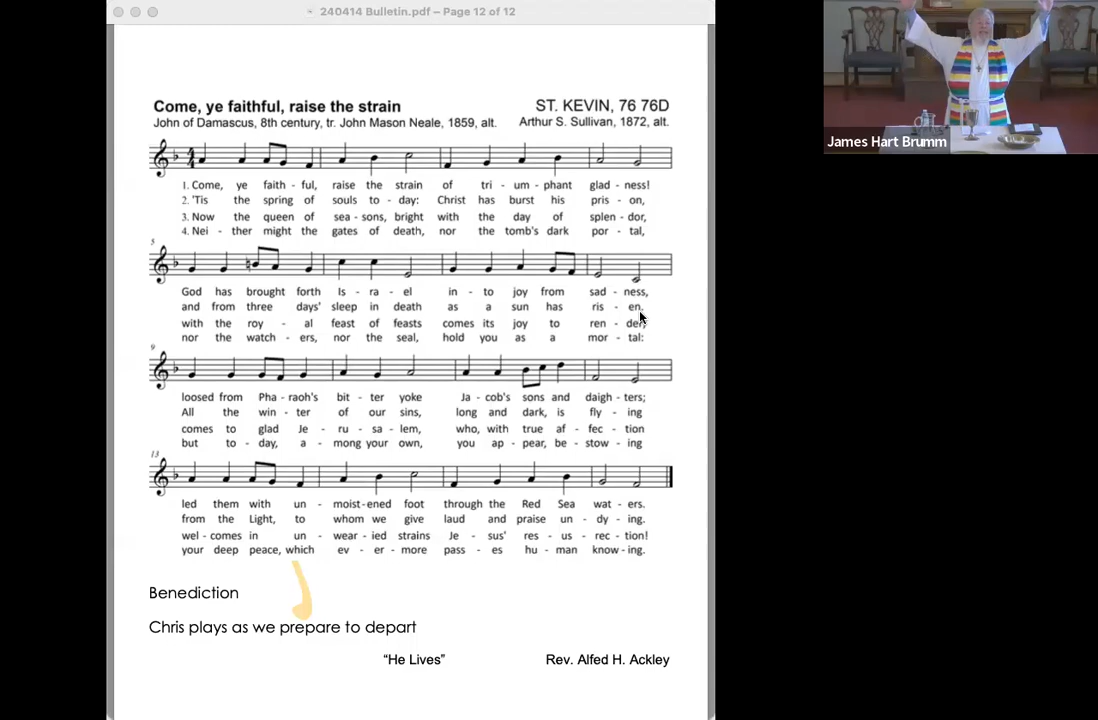 240414 Bulletin.pdf – Page 12 of 12
James Hart Brumm
Come, ye faithful, raise the strain
ST. KEVIN, 76 76D
John of Damascus, 8th century, tr. John Mason Neale, 1859, alt.
Arthur S. Sullivan, 1872, alt.
1. Come, ye faith - ful, raise the strain of tri - um - phant glad - ness!
2. 'Tis the spring of souls to - day: Christ has burst his pris - on,
3. Now the queen of sea - sons, bright with the day of splen - dor,
4. Nei - ther might the gates of death, nor the tomb's dark por - tal,
5
God has brought forth Is - ra - el in - to joy from sad - ness,
and from three days' sleep in death as a sun has ris - en.
with the roy - al feast of feasts comes its joy to ren - der,
nor the watch - ers, nor the seal, hold you as a mor - tal:
9
loosed from Pha - raoh's bit - ter yoke Ja - cob's sons and daigh - ters;
All the win - ter of our sins, long and dark, is fly - ing
comes to glad Je - ru - sa - lem, who, with true af - fec - tion
but to - day, a - mong your own, you ap - pear, be - stow - ing
13
led them with un - moist - ened foot through the Red Sea wat - ers.
from the Light, to whom we give laud and praise un - dy - ing.
wel - comes in un - wear - ied strains Je - sus' res - us - rec - tion!
your deep peace, which ev - er - more pass - es hu - man know - ing.
Benediction
Chris plays as we prepare to depart
“He Lives”
Rev. Alfed H. Ackley